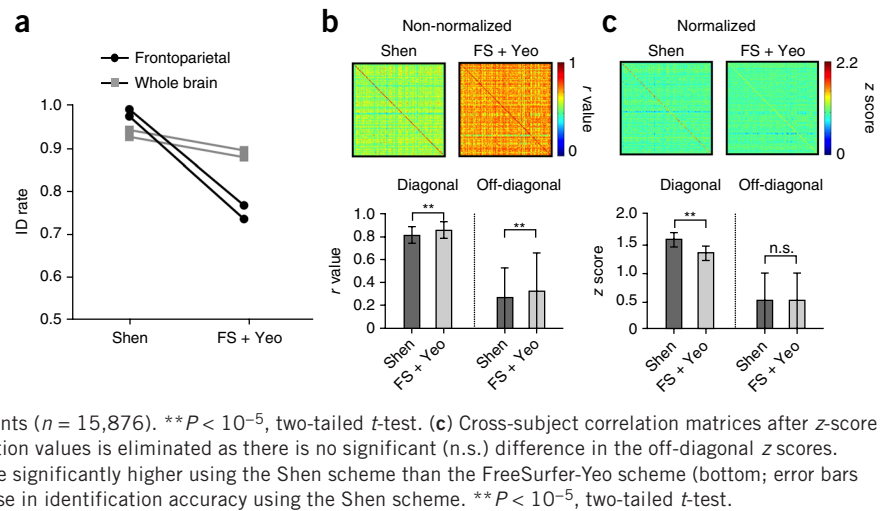 a
Frontoparietal
Whole brain
1.0
0.9
0.8
0.7
0.6
0.5
ID rate
Shen
FS + Yeo
b
Non-normalized
Shen
FS + Yeo
1
0
r value
Diagonal
Off-diagonal
**
**
1.0
0.8
0.6
0.4
0.2
0
r value
Shen
FS + Yeo
Shen
FS + Yeo
c
Normalized
Shen
FS + Yeo
2.2
0
z score
Diagonal
Off-diagonal
**
n.s.
2.0
1.5
1.0
0.5
0
z score
Shen
FS + Yeo
Shen
FS + Yeo
nts (n = 15,876). **P < 10−5, two-tailed t-test. (c) Cross-subject correlation matrices after z-score
tion values is eliminated as there is no significant (n.s.) difference in the off-diagonal z scores.
e significantly higher using the Shen scheme than the FreeSurfer-Yeo scheme (bottom; error bars
se in identification accuracy using the Shen scheme. **P < 10−5, two-tailed t-test.